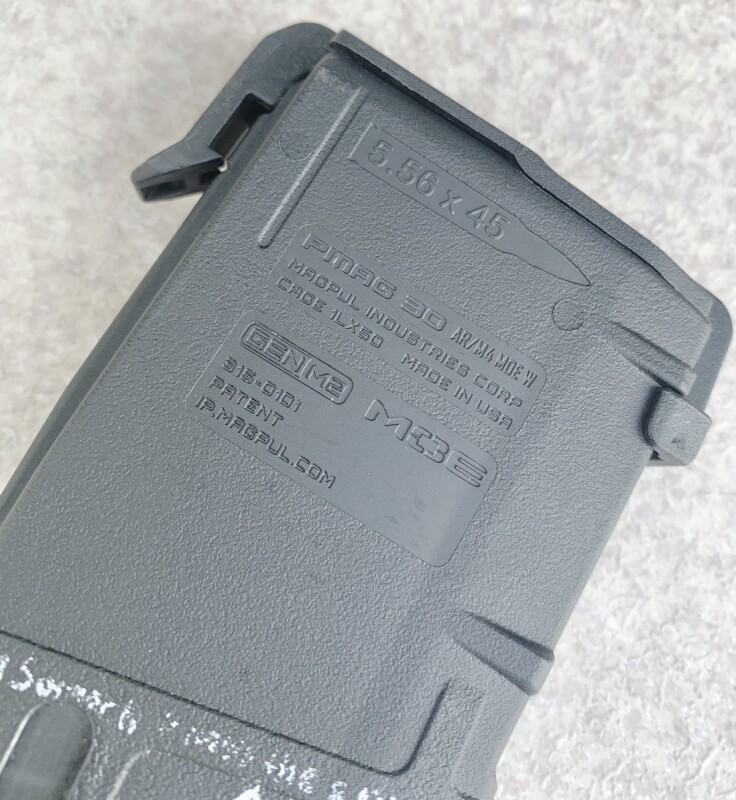 5.56 x 45
PMAG 30 AR/M4 MOE W
MAGPUL INDUSTRIES CORP
CAGE 1LX50 MADE IN USA
GEN M2 MOE
315-0101
PATENT
IP.MAGPUL.COM